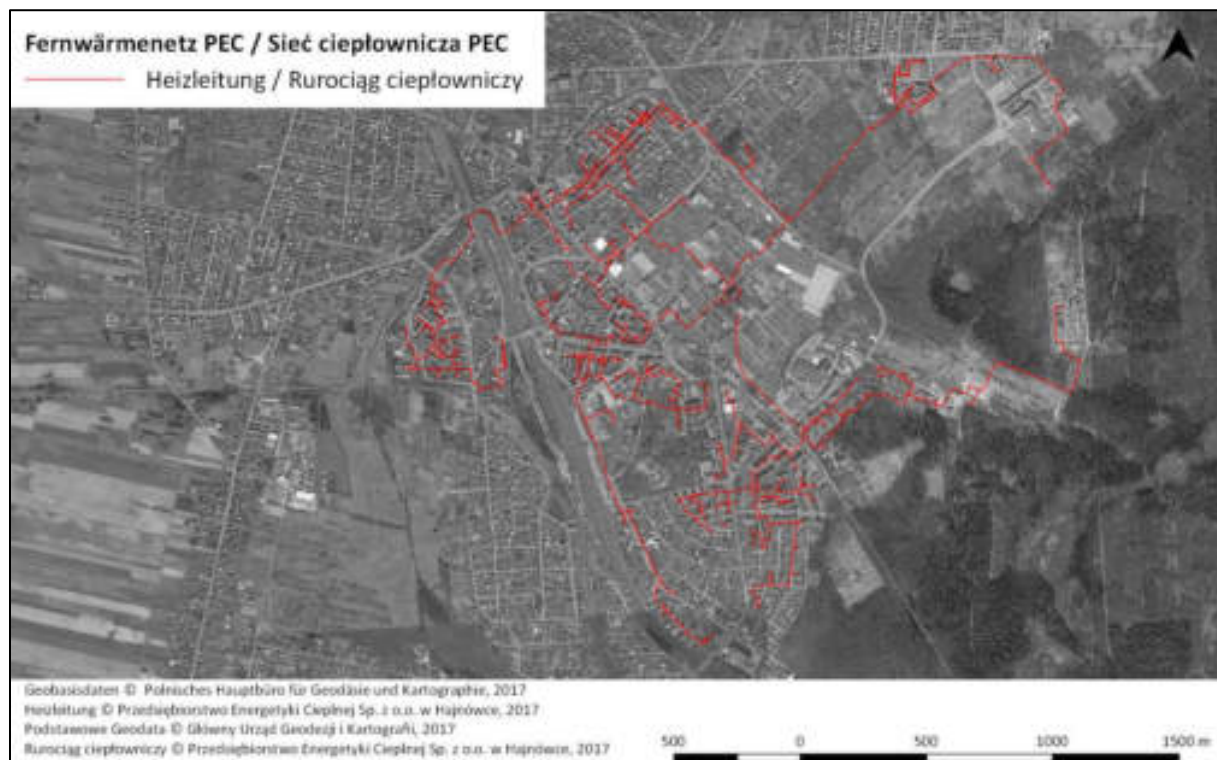 Fernwärmenetz PEC / Sieć ciepłownicza PEC
Heizleitung / Rurociąg ciepłowniczy
Geobasisdaten © Polnisches Hauptbüro für Geodäsie und Kartographie, 2017
Heizleitung © Przedsiębiorstwo Energetyki Cieplnej Sp. z o.o. w Hajnówce, 2017
Podstawowe Geodata © Główny Urząd Geodezji i Kartografii, 2017
Rurociąg ciepłowniczy © Przedsiębiorstwo Energetyki Cieplnej Sp. z o.o. w Hajnówce, 2017
500 0 500 1000 1500 m